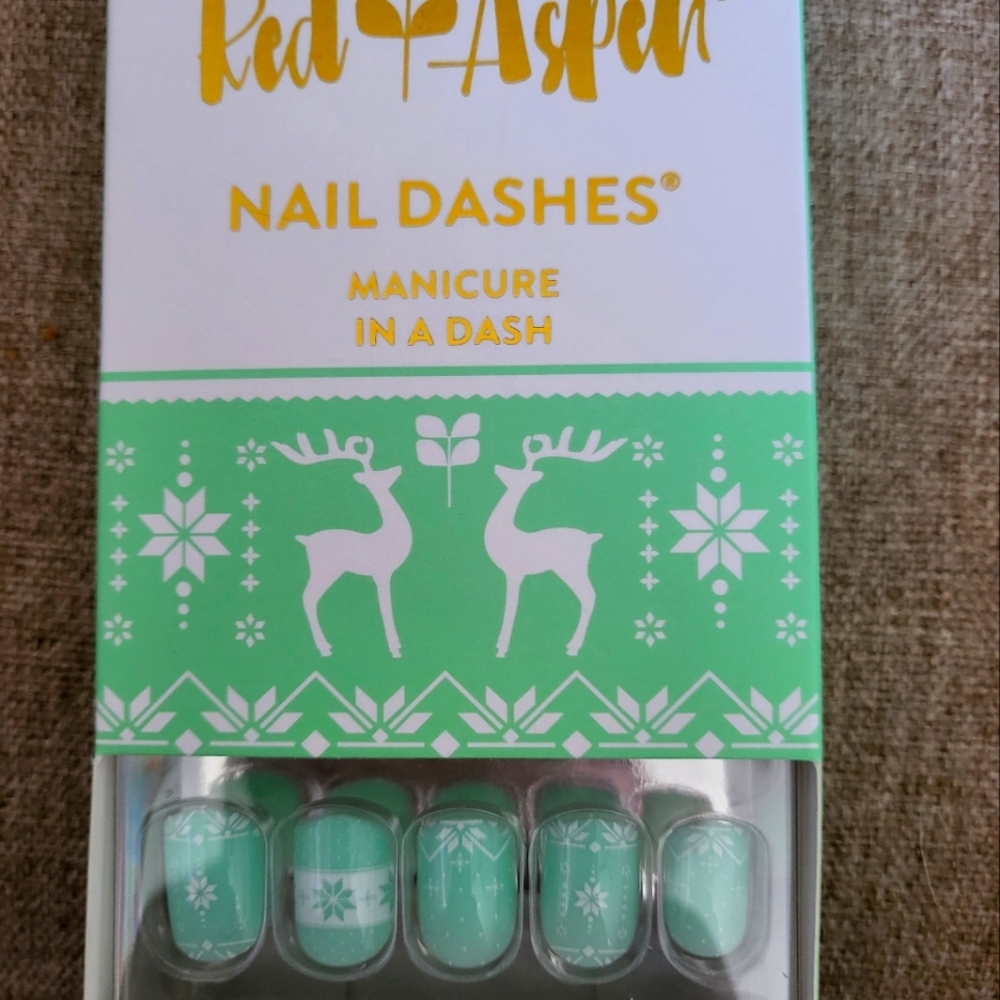 Red Aspen
NAIL DASHES®
MANICURE
IN A DASH